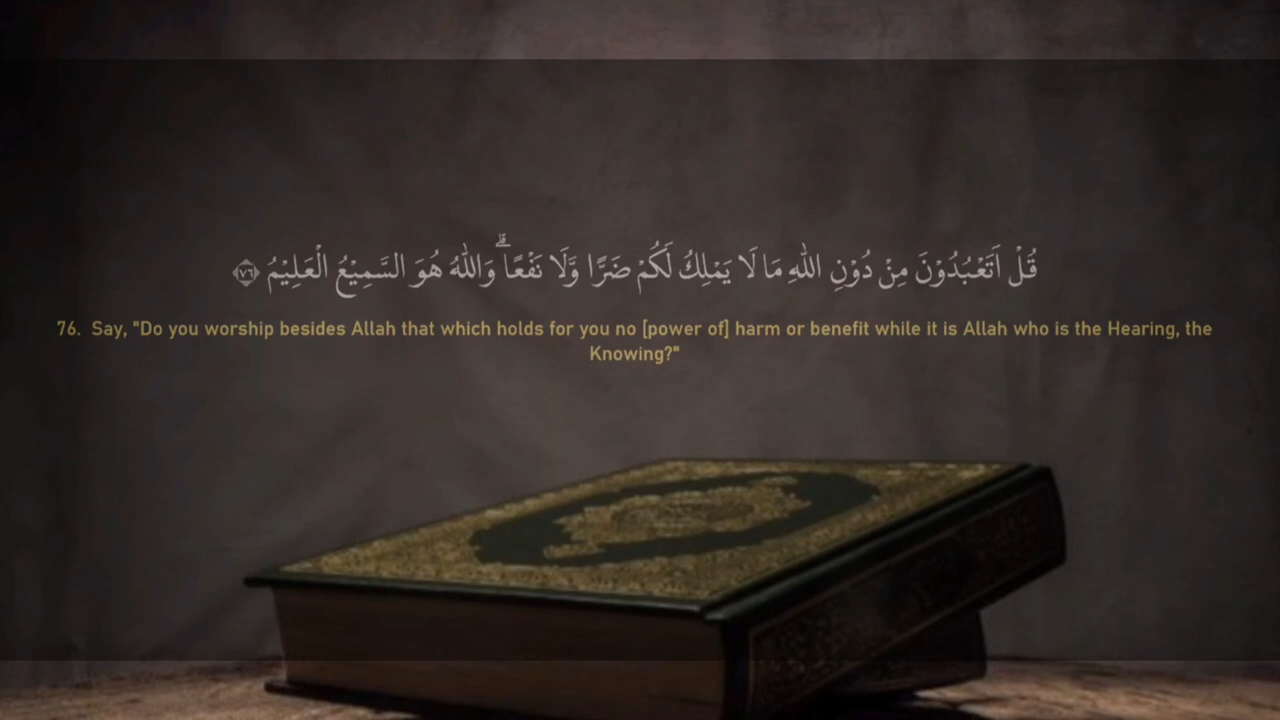 قُلْ اَتَعْبُدُوْنَ مِنْ دُوْنِ اللّٰهِ مَا لَا يَمْلِكُ لَكُمْ ضَرًّا وَّلَا نَفْعًا ۗوَاللّٰهُ هُوَ السَّمِيْعُ الْعَلِيْمُ ﴿٧٦﴾
76. Say, "Do you worship besides Allah that which holds for you no [power of] harm or benefit while it is Allah who is the Hearing, the
Knowing?"